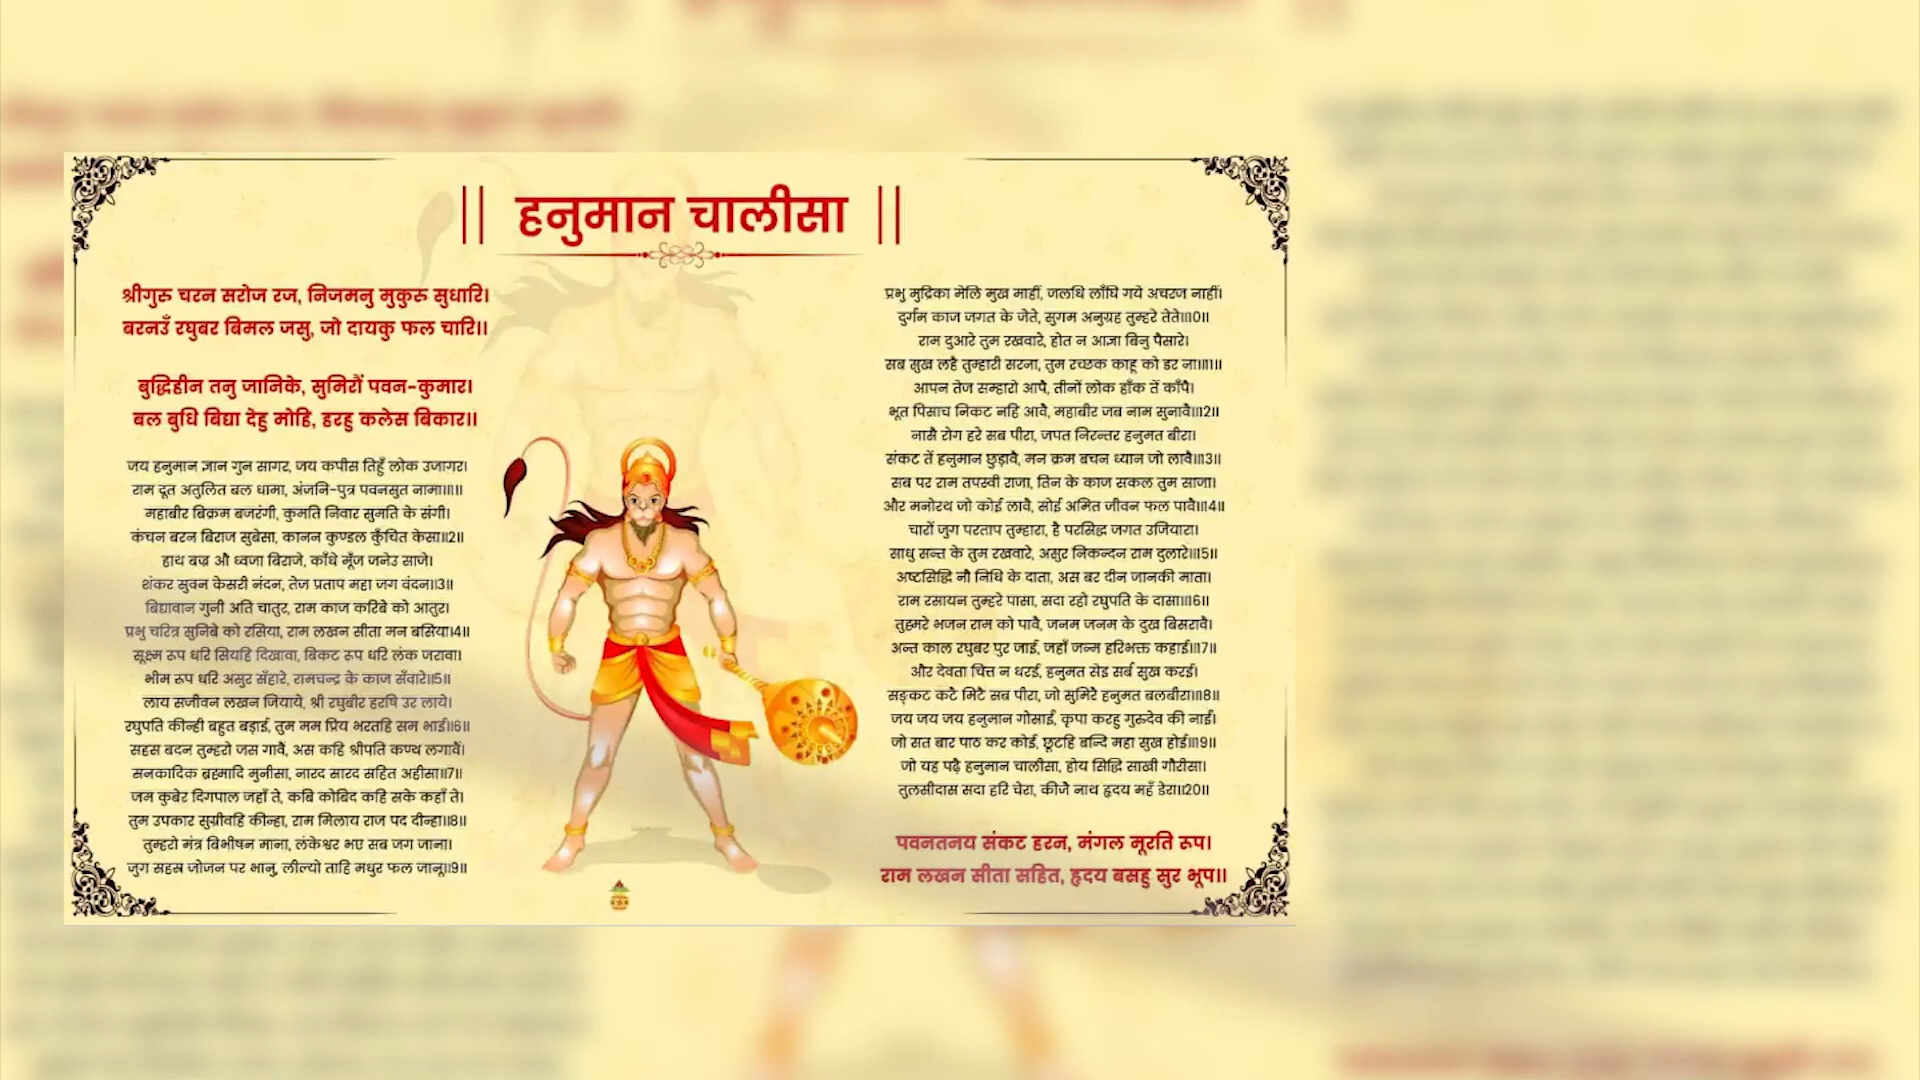 || हनुमान चालीसा ||
श्रीगुरु चरन सरोज रज, निजमनु मुकुरु सुधारि।
बरनउँ रघुबर बिमल जसु, जो दायकु फल चारि।।
बुद्धिहीन तनु जानिके, सुमिरौं पवन-कुमार।
बल बुधि बिद्या देहु मोहि, हरहु कलेस बिकार।।
जय हनुमान ज्ञान गुन सागर, जय कपीस तिहुँ लोक उजागर।
राम दूत अतुलित बल धामा, अंजनि-पुत्र पवनसुत नामा॥1॥
महाबीर बिक्रम बजरंगी, कुमति निवार सुमति के संगी।
कंचन बरन बिराज सुबेसा, कानन कुण्डल कुँचित केसा॥2॥
हाथ बज्र औ ध्वजा बिराजे, काँधे मूँज जनेउ साजे।
शंकर सुवन केसरी नंदन, तेज प्रताप महा जग वंदन॥3॥
बिद्यावान गुनी अति चातुर, राम काज करिबे को आतुर।
प्रभु चरित्र सुनिबे को रसिया, राम लखन सीता मन बसिया॥4॥
सूक्ष्म रूप धरि सियहि दिखावा, बिकट रूप धरि लंक जरावा।
भीम रूप धरि असुर सँहारे, रामचन्द्र के काज सँवारे॥5॥
लाय सजीवन लखन जियाये, श्री रघुबीर हरषि उर लाये।
रघुपति कीन्ही बहुत बड़ाई, तुम मम प्रिय भरतहि सम भाई॥6॥
सहस बदन तुम्हरो जस गावैं, अस कहि श्रीपति कण्थ लगावैं।
सनकादिक ब्रह्मादि मुनीसा, नारद सारद सहित अहीसा॥7॥
जम कुबेर दिगपाल जहाँ ते, कबि कोबिद कहि सके कहाँ ते।
तुम उपकार सुग्रीवहि कीन्हा, राम मिलाय राज पद दीन्हा॥8॥
तुम्हरो मंत्र बिभीषन माना, लंकेश्वर भए सब जग जाना।
जुग सहस्र जोजन पर भानु, लील्यो ताहि मधुर फल जानू॥9॥
प्रभु मुद्रिका मेलि मुख माहीं, जलधि लाँघि गये अचरज नाहीं।
दुर्गम काज जगत के जेते, सुगम अनुग्रह तुम्हरे तेते॥10॥
राम दुआरे तुम रखवारे, होत न आज्ञा बिनु पैसारे।
सब सुख लहै तुम्हारी सरना, तुम रच्छक काहू को डर ना॥11॥
आपन तेज सम्हारो आपै, तीनों लोक हाँक तें काँपै।
भूत पिसाच निकट नहि आवै, महाबीर जब नाम सुनावै॥12॥
नासै रोग हरे सब पीरा, जपत निरन्तर हनुमत बीरा।
संकट तें हनुमान छुड़ावै, मन क्रम बचन ध्यान जो लावै॥13॥
सब पर राम तपस्वी राजा, तिन के काज सकल तुम साजा।
और मनोरथ जो कोई लावै, सोई अमित जीवन फल पावै॥14॥
चारों जुग परताप तुम्हारा, है परसिद्ध जगत उजियारा।
साधु सन्त के तुम रखवारे, असुर निकन्दन राम दुलारे॥15॥
अष्टसिद्धि नौ निधि के दाता, अस बर दीन जानकी माता।
राम रसायन तुम्हरे पासा, सदा रहो रघुपति के दासा॥16॥
तुह्मरे भजन राम को पावै, जनम जनम के दुख बिसरावै।
अन्त काल रघुबर पुर जाई, जहाँ जन्म हरिभक्त कहाई॥17॥
और देवता चित्त न धरई, हनुमत सेइ सर्ब सुख करई।
सङ्कट कटै मिटै सब पीरा, जो सुमिरै हनुमत बलबीरा॥18॥
जय जय जय हनुमान गोसाईं, कृपा करहु गुरुदेव की नाईं।
जो सत बार पाठ कर कोई, छूटहि बन्दि महा सुख होई॥19॥
जो यह पढ़ै हनुमान चालीसा, होय सिद्धि साखी गौरीसा।
तुलसीदास सदा हरि चेरा, कीजै नाथ हृदय महँ डेरा॥20॥
पवनतनय संकट हरन, मंगल मूरति रूप।
राम लखन सीता सहित, हृदय बसहु सुर भूप।।